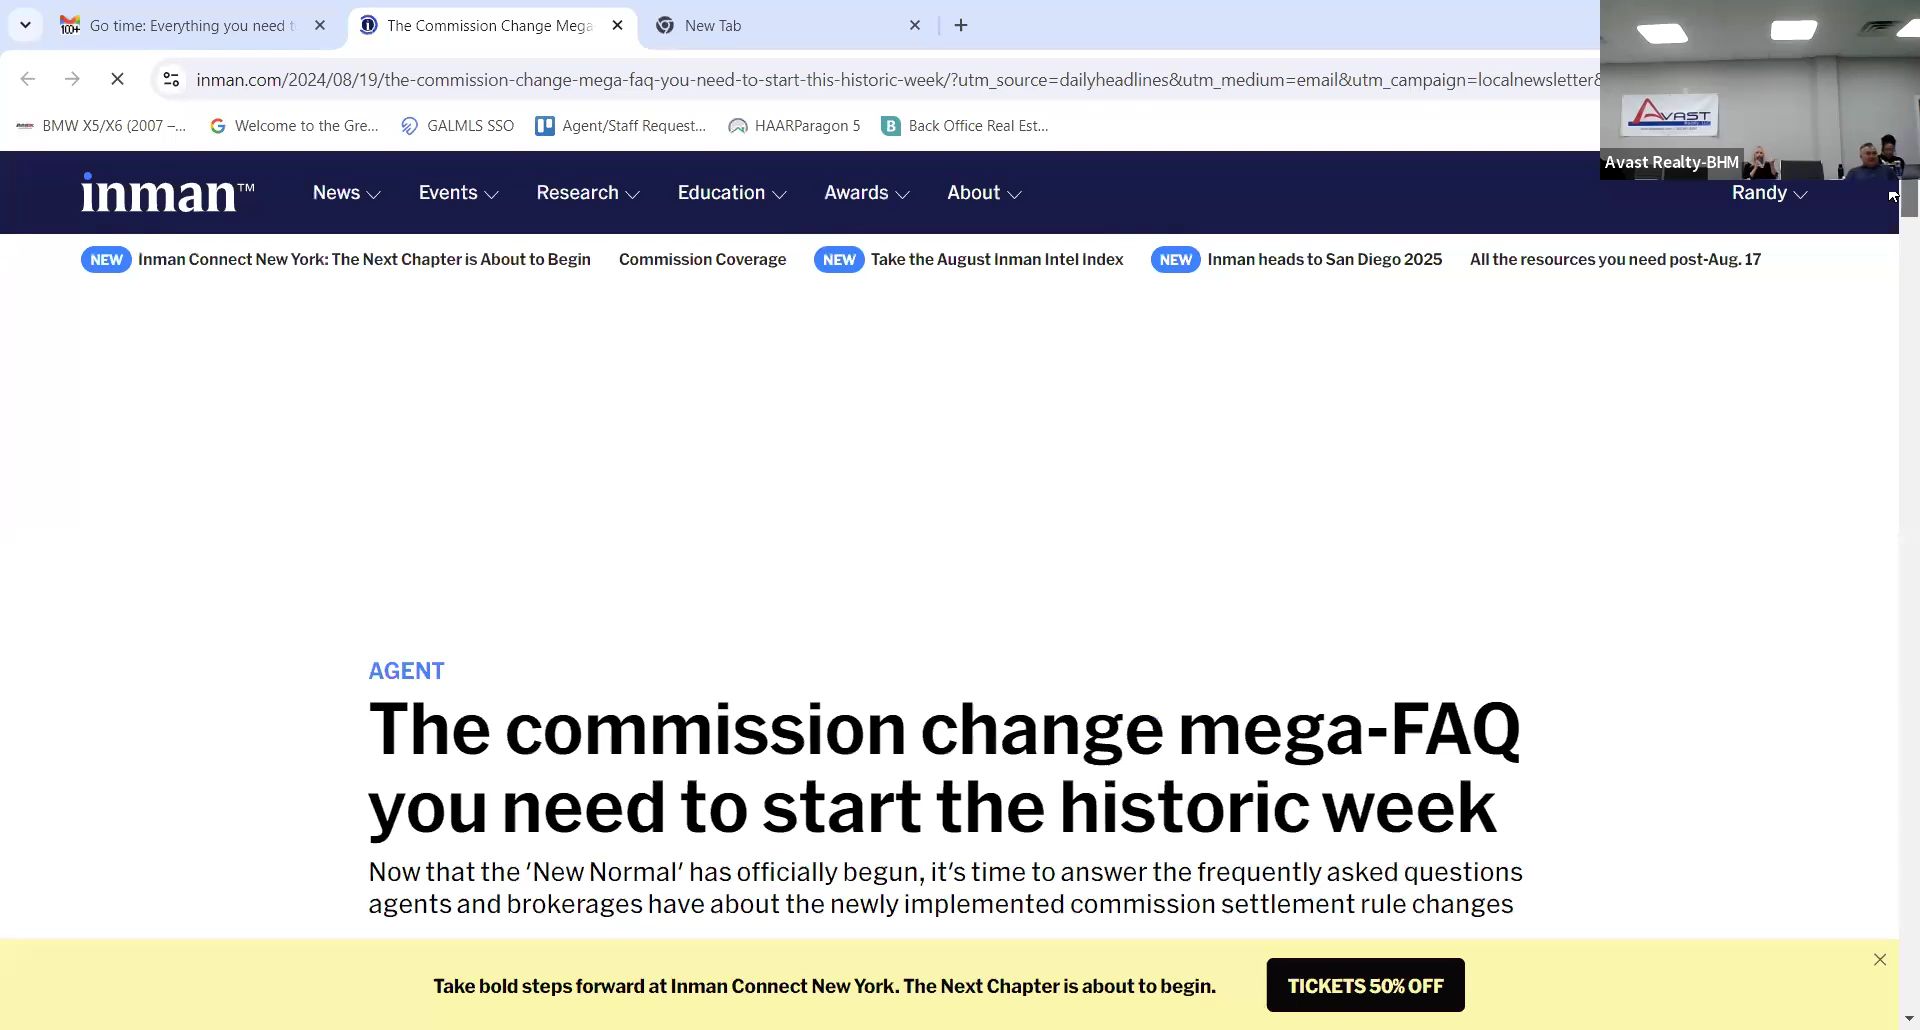 Go time: Everything you need t
The Commission Change Mega
New Tab
inman.com/2024/08/19/the-commission-change-mega-faq-you-need-to-start-this-historic-week/?utm_source=dailyheadlines&utm_medium=email&utm_campaign=localnewsletter&
BMW X5/X6 (2007 –...
Welcome to the Gre...
GALMLS SSO
Agent/Staff Request...
HAARParagon 5
Back Office Real Est...
AVAST
Avast Realty-BHM
inman™
News
Events
Research
Education
Awards
About
Randy
NEW Inman Connect New York: The Next Chapter is About to Begin
Commission Coverage
NEW Take the August Inman Intel Index
NEW Inman heads to San Diego 2025
All the resources you need post-Aug. 17
AGENT
The commission change mega-FAQ
you need to start the historic week
Now that the 'New Normal' has officially begun, it's time to answer the frequently asked questions
agents and brokerages have about the newly implemented commission settlement rule changes
Take bold steps forward at Inman Connect New York. The Next Chapter is about to begin.
TICKETS 50% OFF